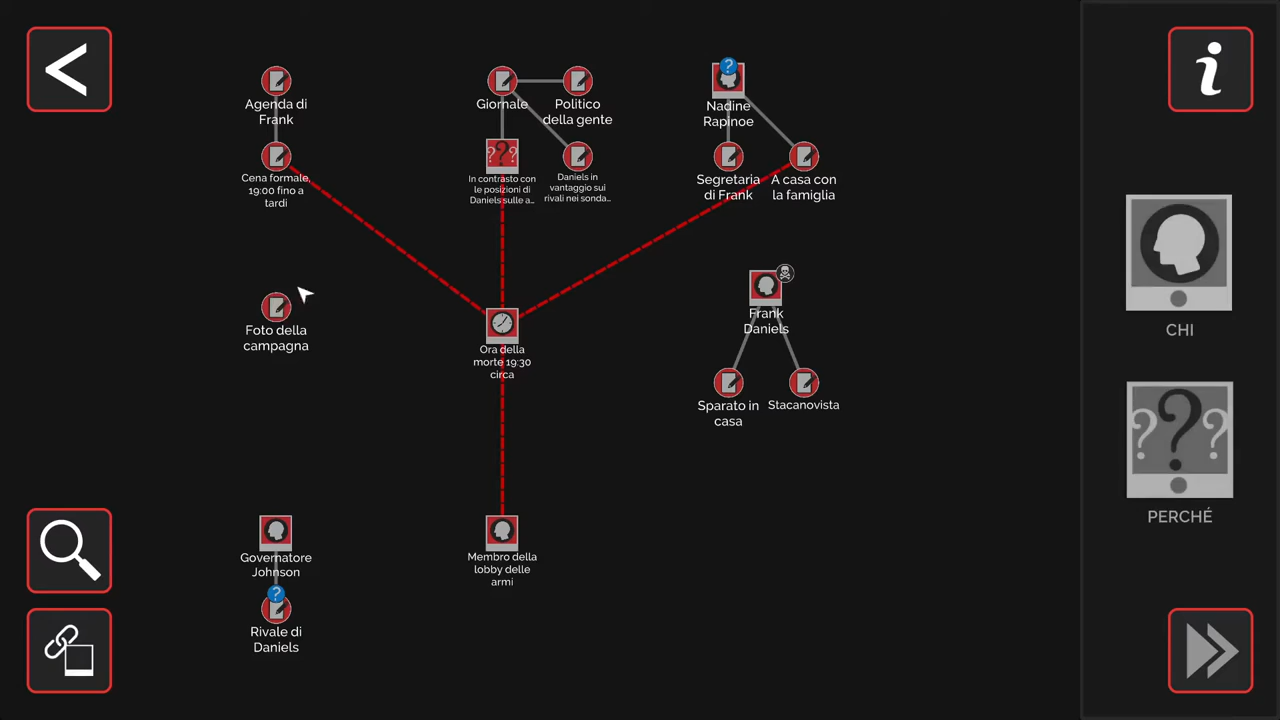 Agenda di
Frank
Cena formale,
19:00 fino a
tardi
Giornale
Politico
della gente
In contrasto con
le posizioni di
Daniels sulle a...
Daniels in
vantaggio sui
rivali nei sonda...
?
Nadine
Rapinoe
Segretaria
di Frank
A casa con
la famiglia
Foto della
campagna
Ora della
morte 19:30
circa
Frank
Daniels
Sparato in
casa
Stacanovista
Governatore
Johnson
?
Rivale di
Daniels
Membro della
lobby delle
armi
i
CHI
???
PERCHÉ